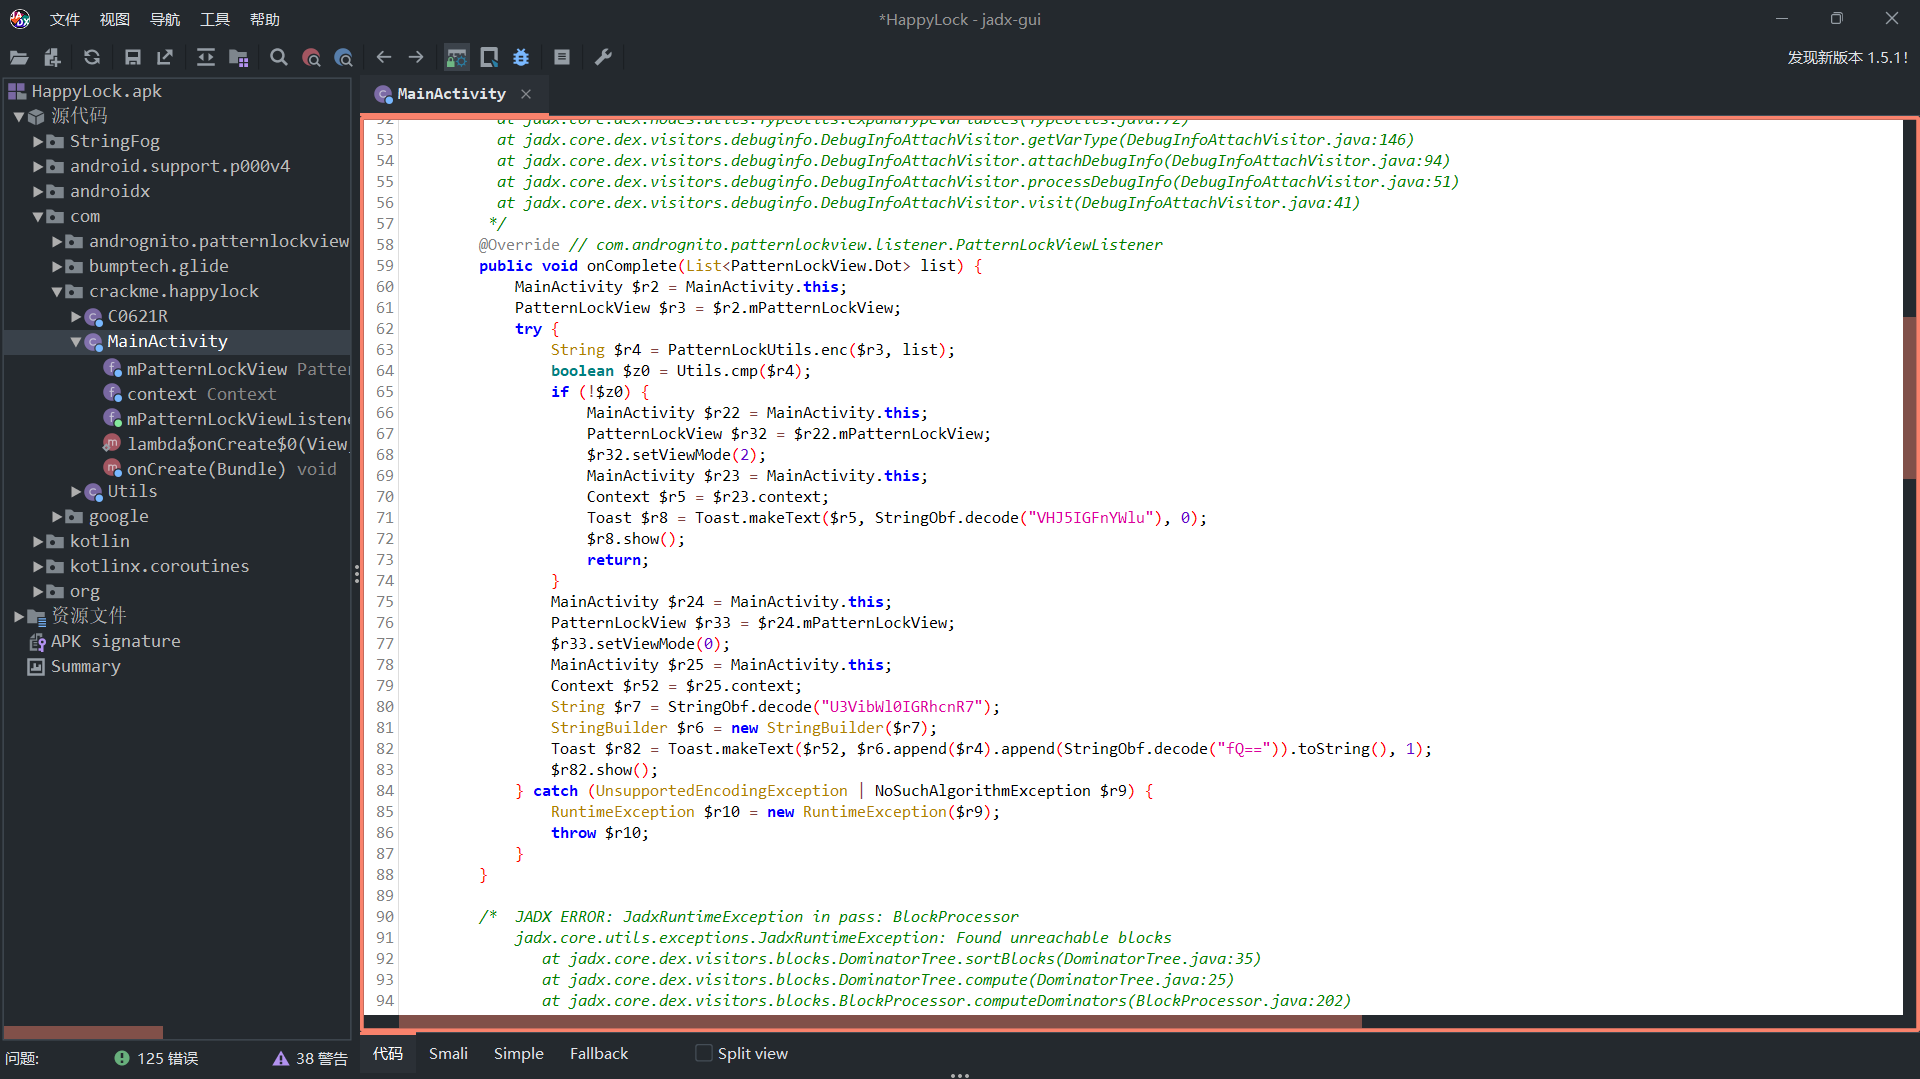 文件 视图 导航 工具 帮助
*HappyLock - jadx-gui
发现新版本 1.5.1!
HappyLock.apk
源代码
StringFog
android.support.p000v4
androidx
com
andrognito.patternlockview
bumptech.glide
crackme.happylock
C0621R
MainActivity
mPatternLockView Patter
context Context
mPatternLockViewListene
lambda$onCreate$0(View,
onCreate(Bundle) void
Utils
google
kotlin
kotlinx.coroutines
org
资源文件
APK signature
Summary
问题: 125 错误 38 警告
MainActivity
52 at jadx.core.dex.nodes.utils.TypeUtils.expandTypeVariables(TypeUtils.java:72)
53 at jadx.core.dex.visitors.debuginfo.DebugInfoAttachVisitor.getVarType(DebugInfoAttachVisitor.java:146)
54 at jadx.core.dex.visitors.debuginfo.DebugInfoAttachVisitor.attachDebugInfo(DebugInfoAttachVisitor.java:94)
55 at jadx.core.dex.visitors.debuginfo.DebugInfoAttachVisitor.processDebugInfo(DebugInfoAttachVisitor.java:51)
56 at jadx.core.dex.visitors.debuginfo.DebugInfoAttachVisitor.visit(DebugInfoAttachVisitor.java:41)
57 */
58 @Override // com.andrognito.patternlockview.listener.PatternLockViewListener
59 public void onComplete(List<PatternLockView.Dot> list) {
60 MainActivity $r2 = MainActivity.this;
61 PatternLockView $r3 = $r2.mPatternLockView;
62 try {
63 String $r4 = PatternLockUtils.enc($r3, list);
64 boolean $z0 = Utils.cmp($r4);
65 if (!$z0) {
66 MainActivity $r22 = MainActivity.this;
67 PatternLockView $r32 = $r22.mPatternLockView;
68 $r32.setViewMode(2);
69 MainActivity $r23 = MainActivity.this;
70 Context $r5 = $r23.context;
71 Toast $r8 = Toast.makeText($r5, StringObf.decode("VHJ5IGFnYWlu"), 0);
72 $r8.show();
73 return;
74 }
75 MainActivity $r24 = MainActivity.this;
76 PatternLockView $r33 = $r24.mPatternLockView;
77 $r33.setViewMode(0);
78 MainActivity $r25 = MainActivity.this;
79 Context $r52 = $r25.context;
80 String $r7 = StringObf.decode("U3VibWl0IGRhcnR7");
81 StringBuilder $r6 = new StringBuilder($r7);
82 Toast $r82 = Toast.makeText($r52, $r6.append($r4).append(StringObf.decode("fQ==")).toString(), 1);
83 $r82.show();
84 } catch (UnsupportedEncodingException | NoSuchAlgorithmException $r9) {
85 RuntimeException $r10 = new RuntimeException($r9);
86 throw $r10;
87 }
88 }
89
90 /* JADX ERROR: JadxRuntimeException in pass: BlockProcessor
91 jadx.core.utils.exceptions.JadxRuntimeException: Found unreachable blocks
92 at jadx.core.dex.visitors.blocks.DominatorTree.sortBlocks(DominatorTree.java:35)
93 at jadx.core.dex.visitors.blocks.DominatorTree.compute(DominatorTree.java:25)
94 at jadx.core.dex.visitors.blocks.BlockProcessor.computeDominators(BlockProcessor.java:202)
代码 Smali Simple Fallback Split view